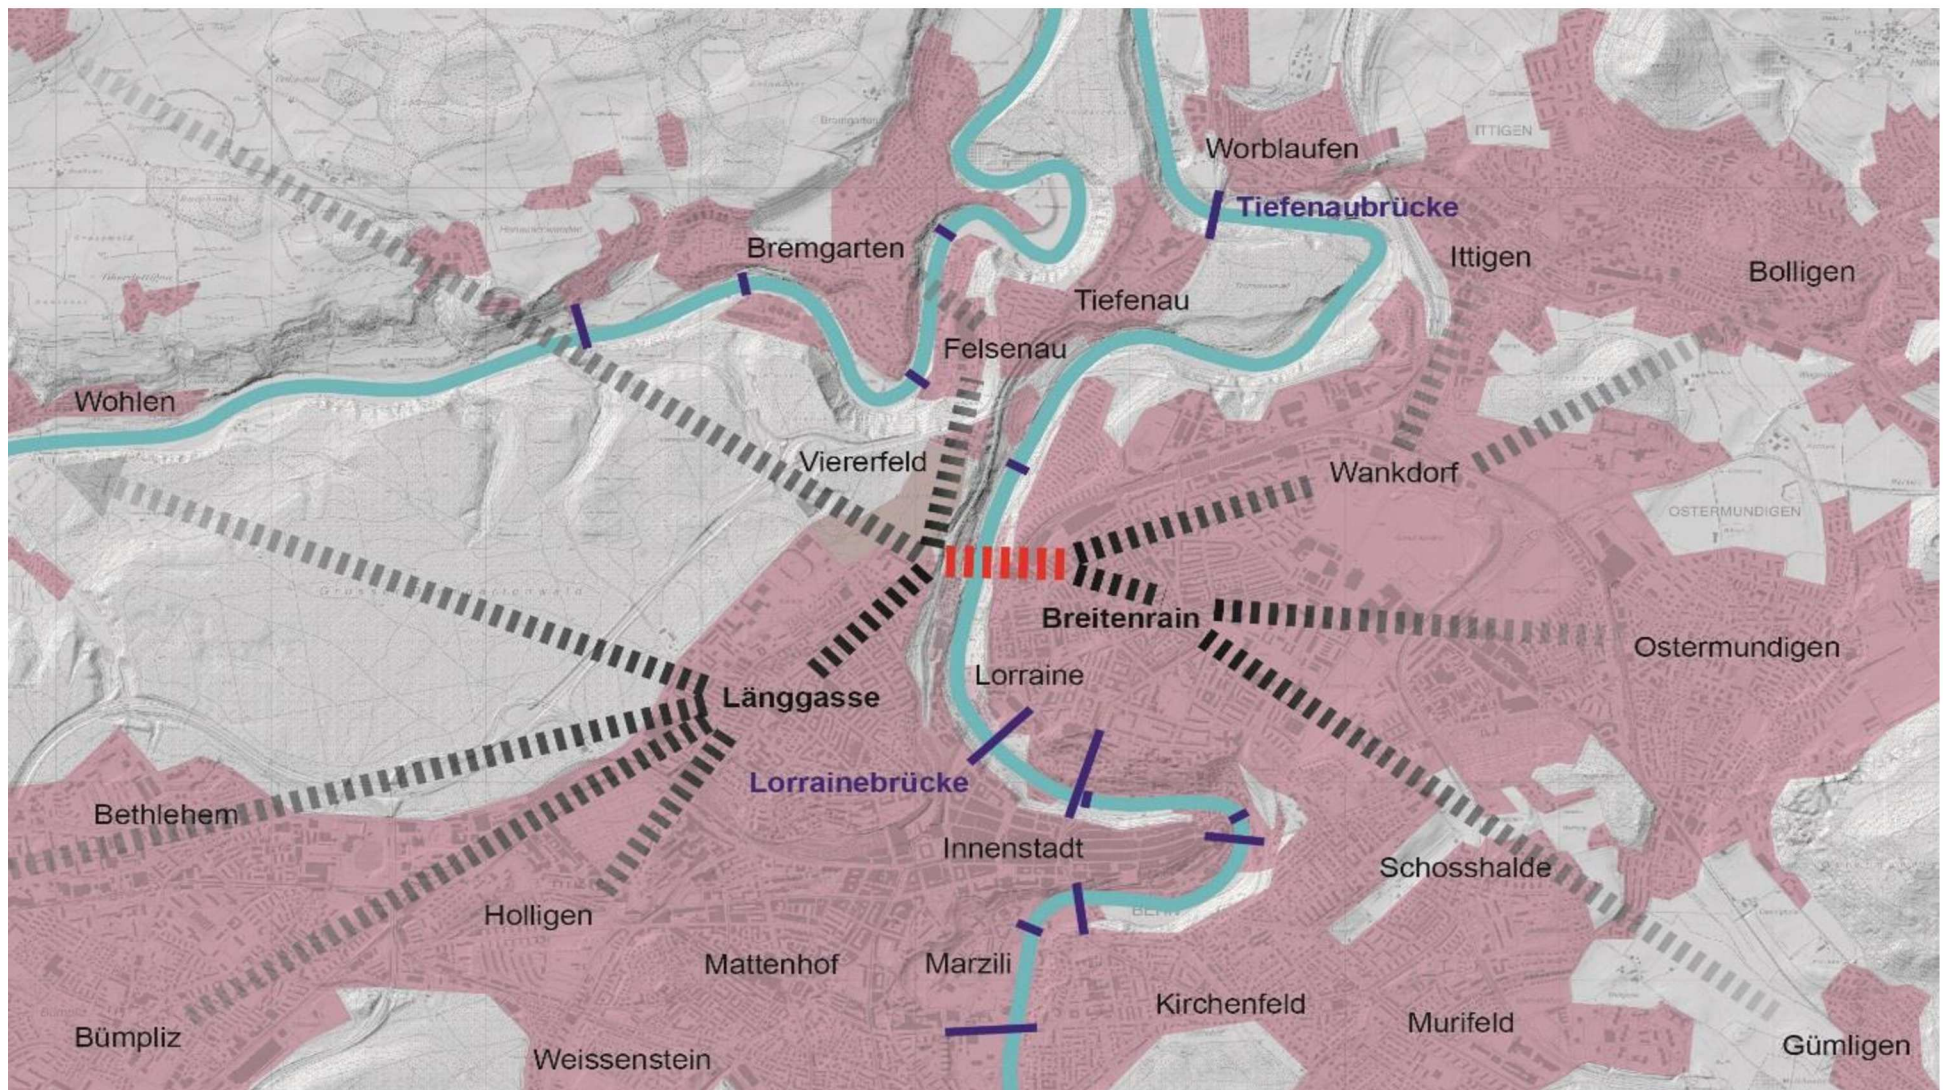 Worblaufen
ITTIGEN
Tiefenaubrücke
Bremgarten
Ittigen
Bolligen
Tiefenau
Felsenau
Wohlen
Viererfeld
Wankdorf
OSTERMUNDIGEN
Breitenrain
Ostermundigen
Lorraine
Länggasse
Lorrainebrücke
Bethlehem
Innenstadt
Schosshalde
Holligen
BERN
Mattenhof
Marzili
Kirchenfeld
Murifeld
Bümpliz
Weissenstein
Gümligen